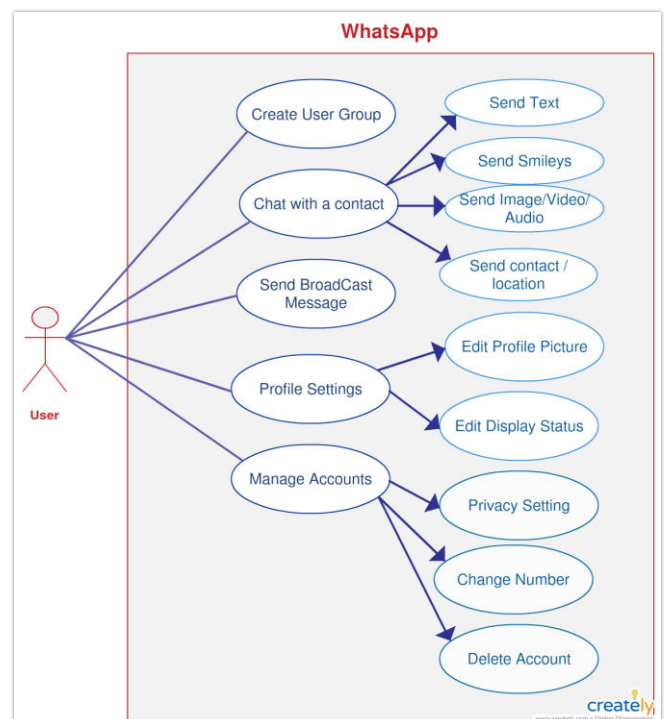 WhatsApp
Create User Group
Send Text
Send Smileys
Chat with a contact
Send Image/Video/
Audio
Send contact /
location
Send BroadCast
Message
Edit Profile Picture
Profile Settings
User
Edit Display Status
Manage Accounts
Privacy Setting
Change Number
Delete Account
creately